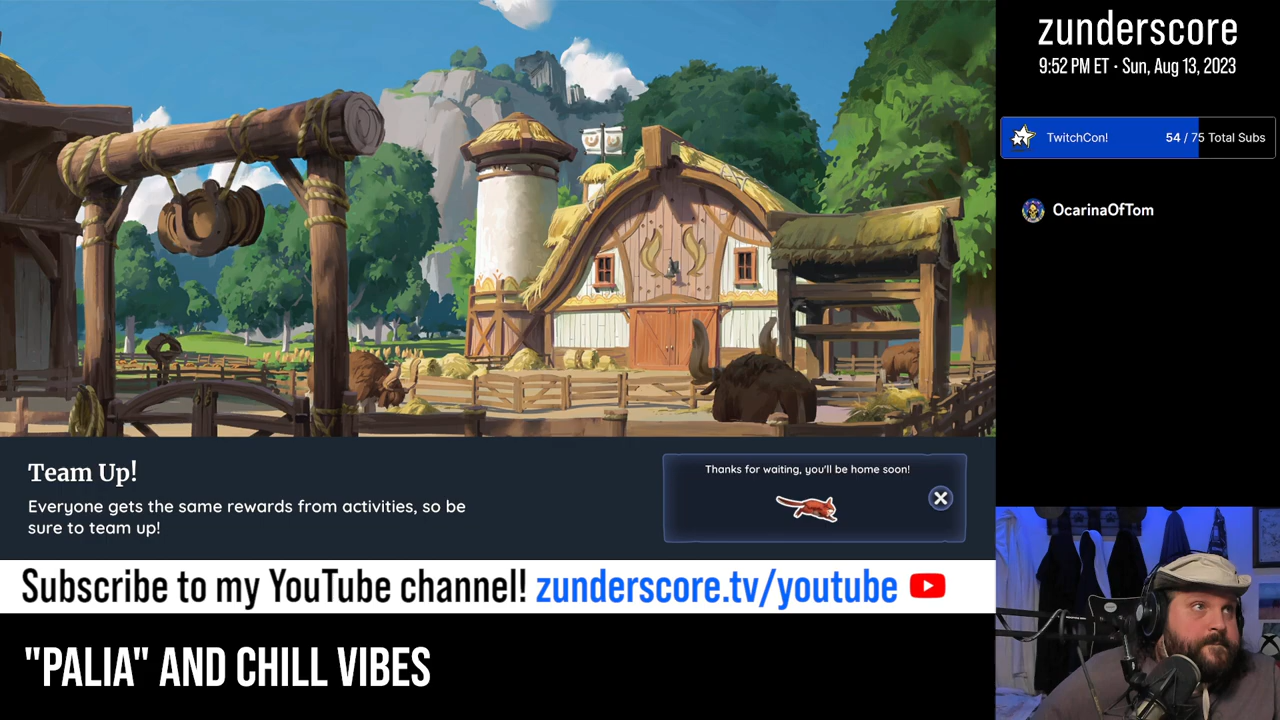 zunderscore
9:52 PM ET · Sun, Aug 13, 2023
TwitchCon!
54 / 75 Total Subs
OcarinaOfTom
Team Up!
Everyone gets the same rewards from activities, so be
sure to team up!
Thanks for waiting, you'll be home soon!
Subscribe to my YouTube channel! zunderscore.tv/youtube
"PALIA" AND CHILL VIBES